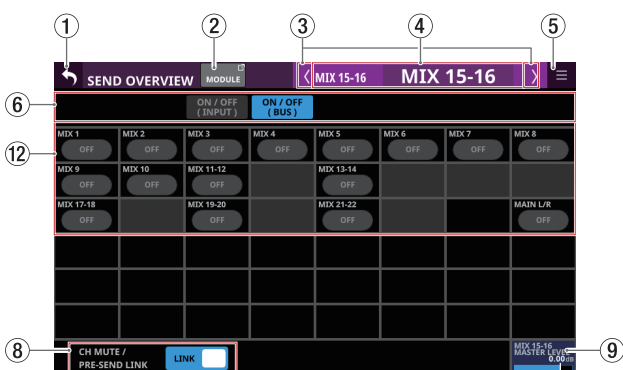 1 2 3 4 5
SEND OVERVIEW MODULE MIX 15-16 MIX 15-16
6
ON / OFF ON / OFF
( INPUT ) ( BUS )
12
MIX 1 MIX 2 MIX 3 MIX 4 MIX 5 MIX 6 MIX 7 MIX 8
OFF OFF OFF OFF OFF OFF OFF OFF
MIX 9 MIX 10 MIX 11-12 MIX 13-14
OFF OFF OFF OFF
MIX 17-18 MIX 19-20 MIX 21-22 MAIN L/R
OFF OFF OFF OFF
8 9
CH MUTE /
PRE-SEND LINK
LINK
MIX 15-16
MASTER LEVEL
0.00dB